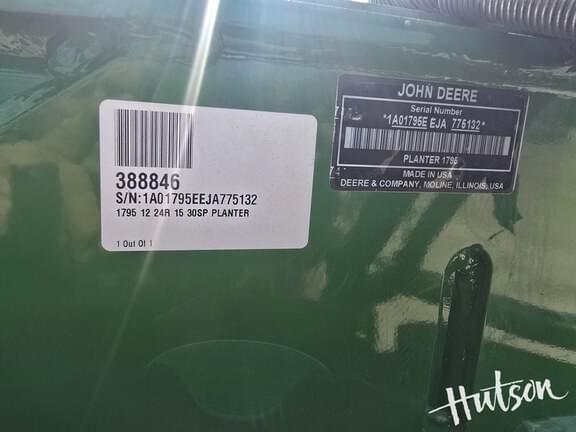 388846
S/N:1A01795EEJA775132
1795 12 24R 15 30SP PLANTER
1 Out Of 1
JOHN DEERE
Serial Number
*1A01795E EJA 775132*
PLANTER 1795
MADE IN USA
DEERE & COMPANY, MOLINE, ILLINOIS, USA
Hutson